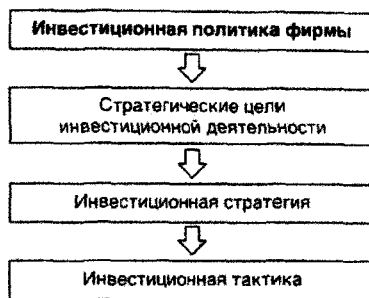 Инвестиционная политика фирмы
Стратегические цели
инвестиционной деятельности
Инвестиционная стратегия
Инвестиционная тактика